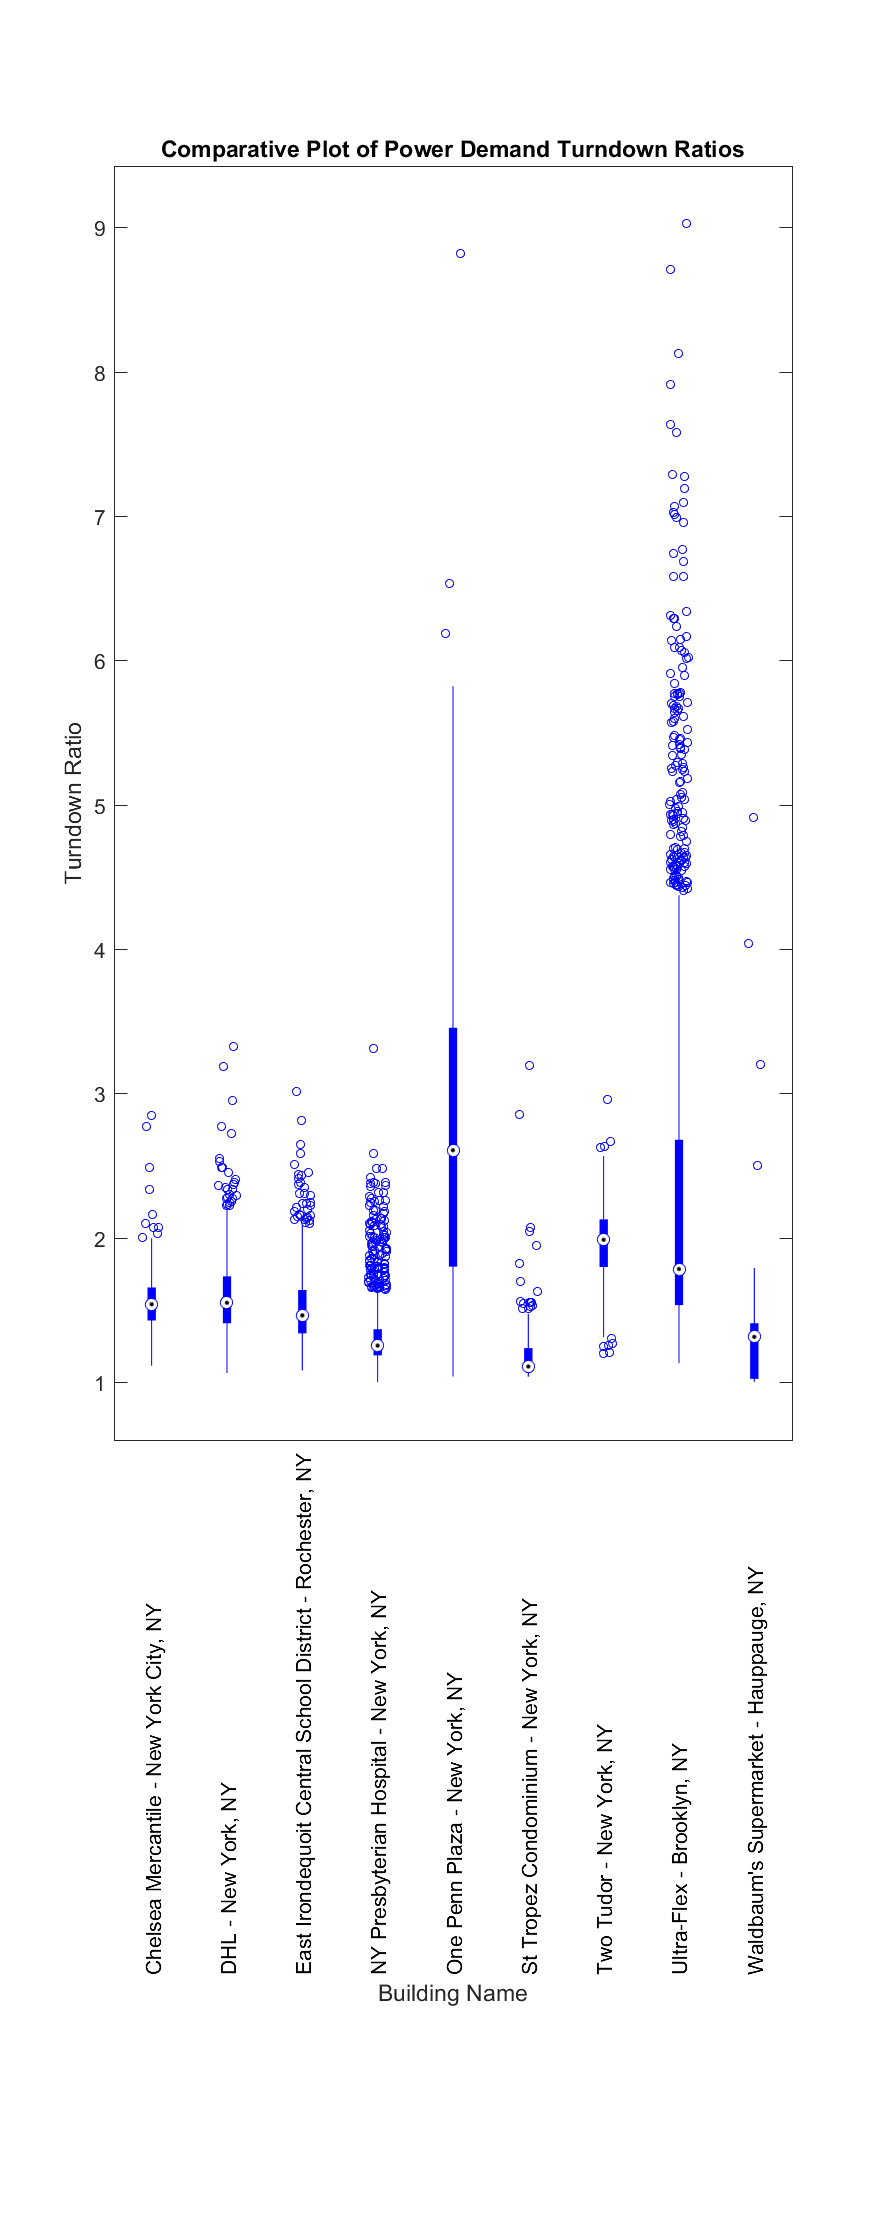 Comparative Plot of Power Demand Turndown Ratios
9
8
7
6
5
4
3
2
1
Turndown Ratio
Chelsea Mercantile - New York City, NY
DHL - New York, NY
East Irondequoit Central School District - Rochester, NY
NY Presbyterian Hospital - New York, NY
One Penn Plaza - New York, NY
St Tropez Condominium - New York, NY
Two Tudor - New York, NY
Ultra-Flex - Brooklyn, NY
Waldbaum's Supermarket - Hauppauge, NY
Building Name